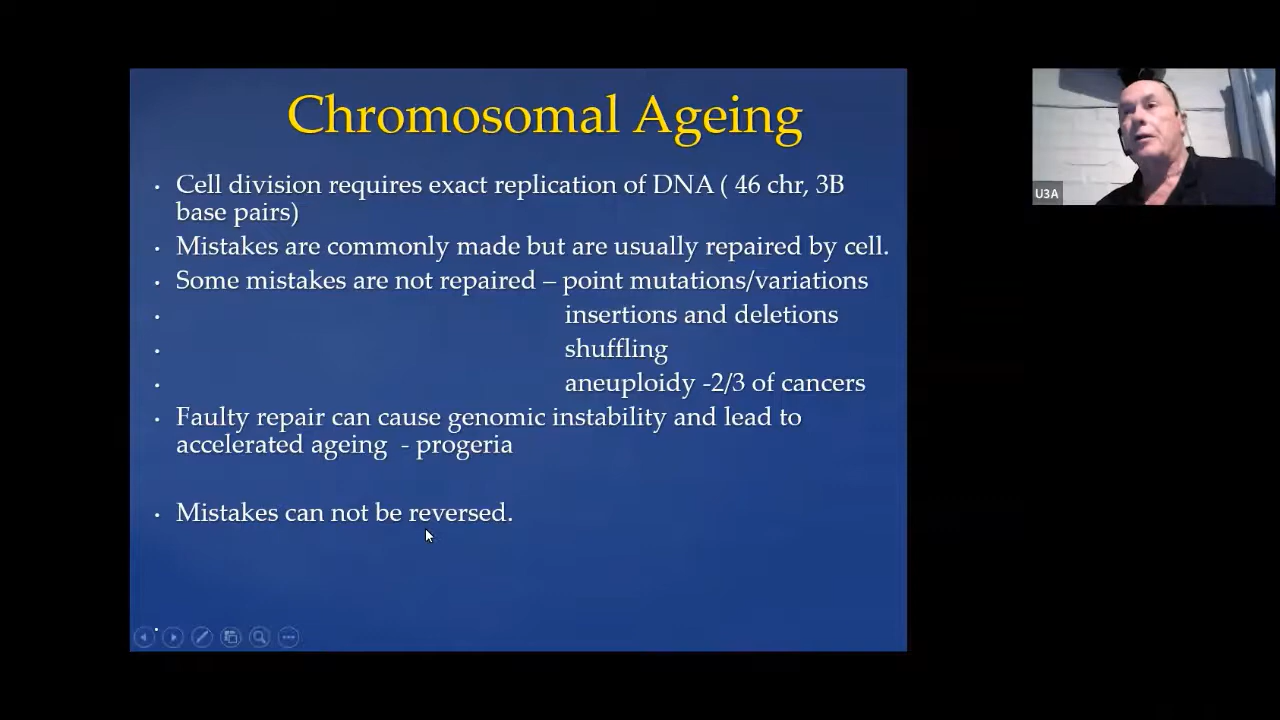 Chromosomal Ageing
Cell division requires exact replication of DNA ( 46 chr, 3B
base pairs)
Mistakes are commonly made but are usually repaired by cell.
Some mistakes are not repaired – point mutations/variations
insertions and deletions
shuffling
aneuploidy -2/3 of cancers
Faulty repair can cause genomic instability and lead to
accelerated ageing - progeria
Mistakes can not be reversed.
U3A